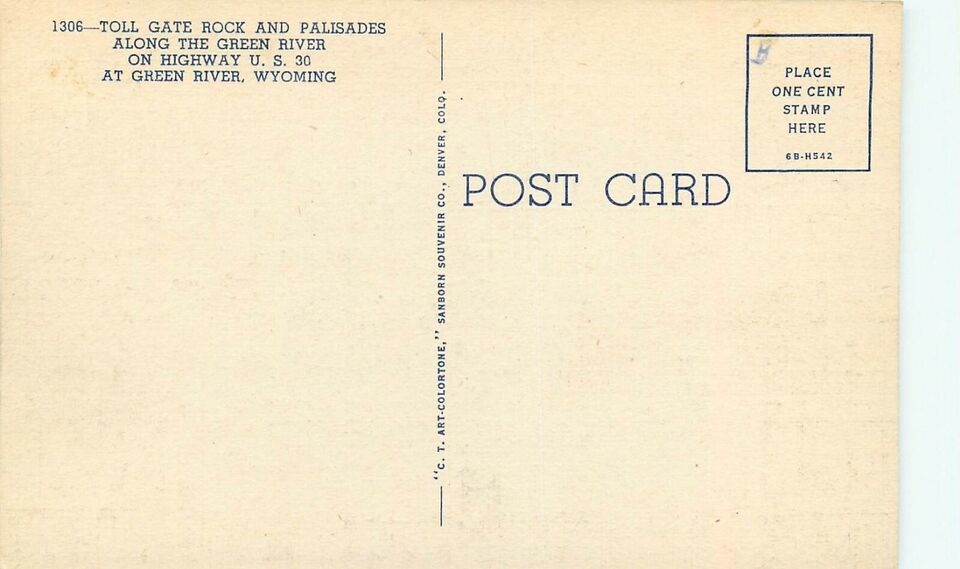 1306—TOLL GATE ROCK AND PALISADES
ALONG THE GREEN RIVER
ON HIGHWAY U. S. 30
AT GREEN RIVER, WYOMING
"C. T. ART-COLORTONE," SANBORN SOUVENIR CO., DENVER, COLO.
POST CARD
PLACE
ONE CENT
STAMP
HERE
6B-H542